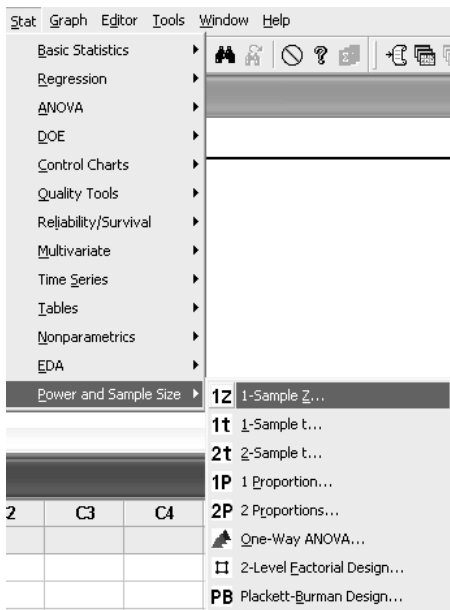 Stat Graph Editor Tools Window Help
Basic Statistics
Regression
ANOVA
DOE
Control Charts
Quality Tools
Reliability/Survival
Multivariate
Time Series
Tables
Nonparametrics
EDA
Power and Sample Size
1Z 1-Sample Z...
1t 1-Sample t...
2t 2-Sample t...
1P 1 Proportion...
2P 2 Proportions...
One-Way ANOVA...
2-Level Factorial Design...
PB Plackett-Burman Design...
2 C3 C4